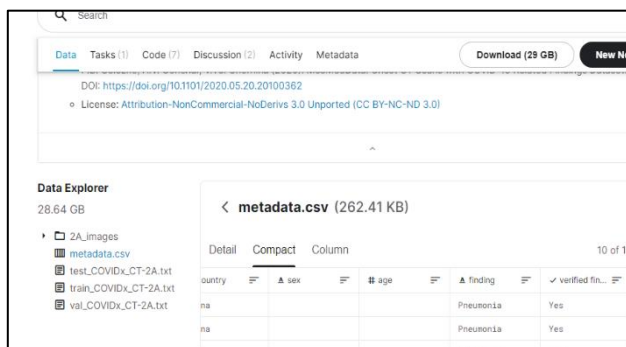 Search
Data Tasks (1) Code (7) Discussion (2) Activity Metadata Download (29 GB) New No
DOI: https://doi.org/10.1101/2020.05.20.20100362
License: Attribution-NonCommercial-NoDerivs 3.0 Unported (CC BY-NC-ND 3.0)
Data Explorer
28.64 GB
2A_images
metadata.csv
test_COVIDx_CT-2A.txt
train_COVIDx_CT-2A.txt
val_COVIDx_CT-2A.txt
metadata.csv (262.41 KB)
Detail Compact Column 10 of 1
ountry sex # age finding verified fin...
na Pneumonia Yes
na Pneumonia Yes